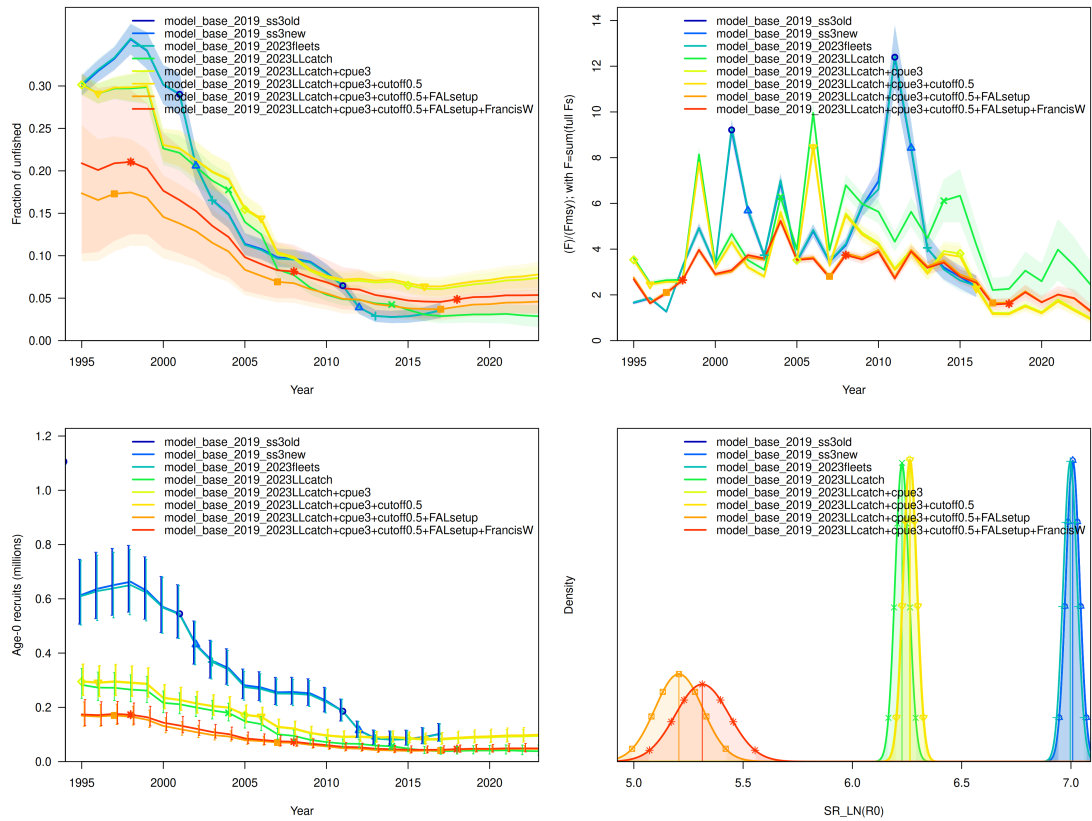 model_base_2019_ss3old
model_base_2019_ss3new
model_base_2019_2023fleets
model_base_2019_2023LLcatch
model_base_2019_2023LLcatch+cpue3
model_base_2019_2023LLcatch+cpue3+cutoff0.5
model_base_2019_2023LLcatch+cpue3+cutoff0.5+FALsetup
model_base_2019_2023LLcatch+cpue3+cutoff0.5+FALsetup+FrancisW
Fraction of unfished
0.30
0.25
0.20
0.15
0.10
0.05
0.00
1995 2000 2005 2010 2015 2020
Year
model_base_2019_ss3old
model_base_2019_ss3new
model_base_2019_2023fleets
model_base_2019_2023LLcatch
model_base_2019_2023LLcatch+cpue3
model_base_2019_2023LLcatch+cpue3+cutoff0.5
model_base_2019_2023LLcatch+cpue3+cutoff0.5+FALsetup
model_base_2019_2023LLcatch+cpue3+cutoff0.5+FALsetup+FrancisW
(F)/(Fmsy); with F=sum(full Fs)
14
12
10
8
6
4
2
0
1995 2000 2005 2010 2015 2020
Year
model_base_2019_ss3old
model_base_2019_ss3new
model_base_2019_2023fleets
model_base_2019_2023LLcatch
model_base_2019_2023LLcatch+cpue3
model_base_2019_2023LLcatch+cpue3+cutoff0.5
model_base_2019_2023LLcatch+cpue3+cutoff0.5+FALsetup
model_base_2019_2023LLcatch+cpue3+cutoff0.5+FALsetup+FrancisW
Age-0 recruits (millions)
1.2
1.0
0.8
0.6
0.4
0.2
0.0
1995 2000 2005 2010 2015 2020
Year
model_base_2019_ss3old
model_base_2019_ss3new
model_base_2019_2023fleets
model_base_2019_2023LLcatch
model_base_2019_2023LLcatch+cpue3
model_base_2019_2023LLcatch+cpue3+cutoff0.5
model_base_2019_2023LLcatch+cpue3+cutoff0.5+FALsetup
model_base_2019_2023LLcatch+cpue3+cutoff0.5+FALsetup+FrancisW
Density
5.0 5.5 6.0 6.5 7.0
SR_LN(R0)